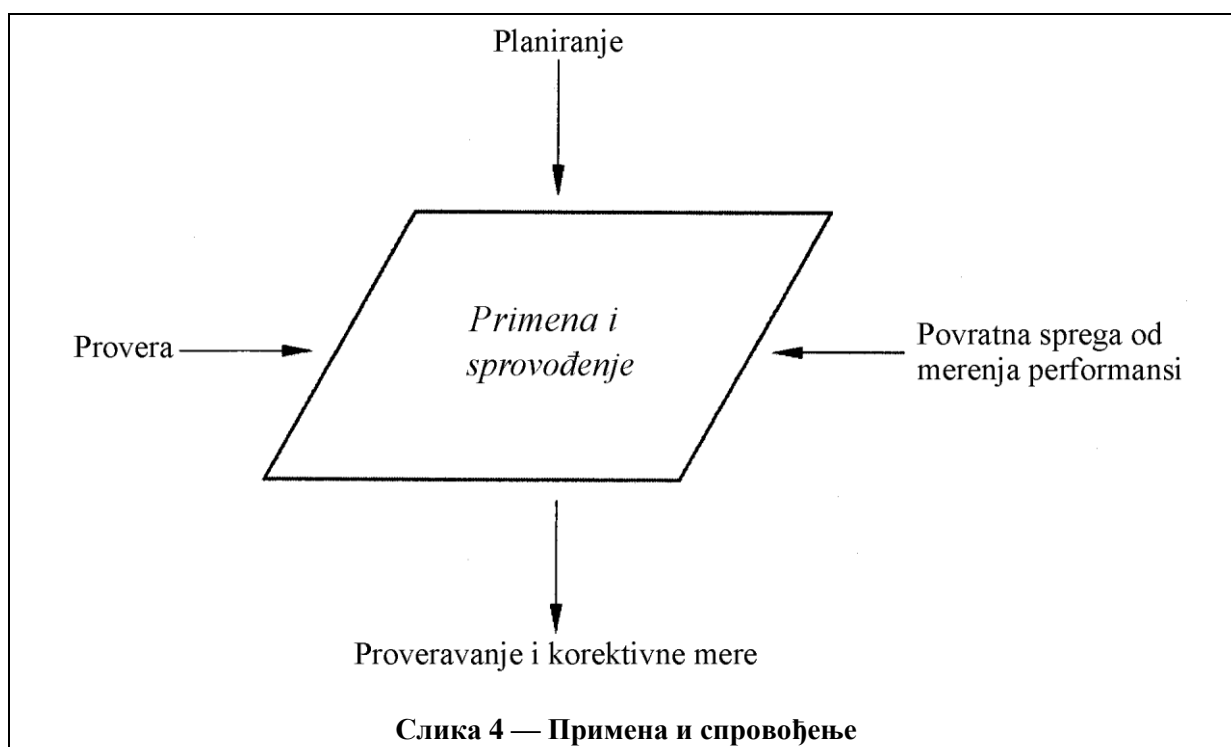 Planiranje
Primena i
sprovođenje
Provera
Povratna sprega od
merenja performansi
Proveravanje i korektivne mere
Слика 4 — Примена и спровођење